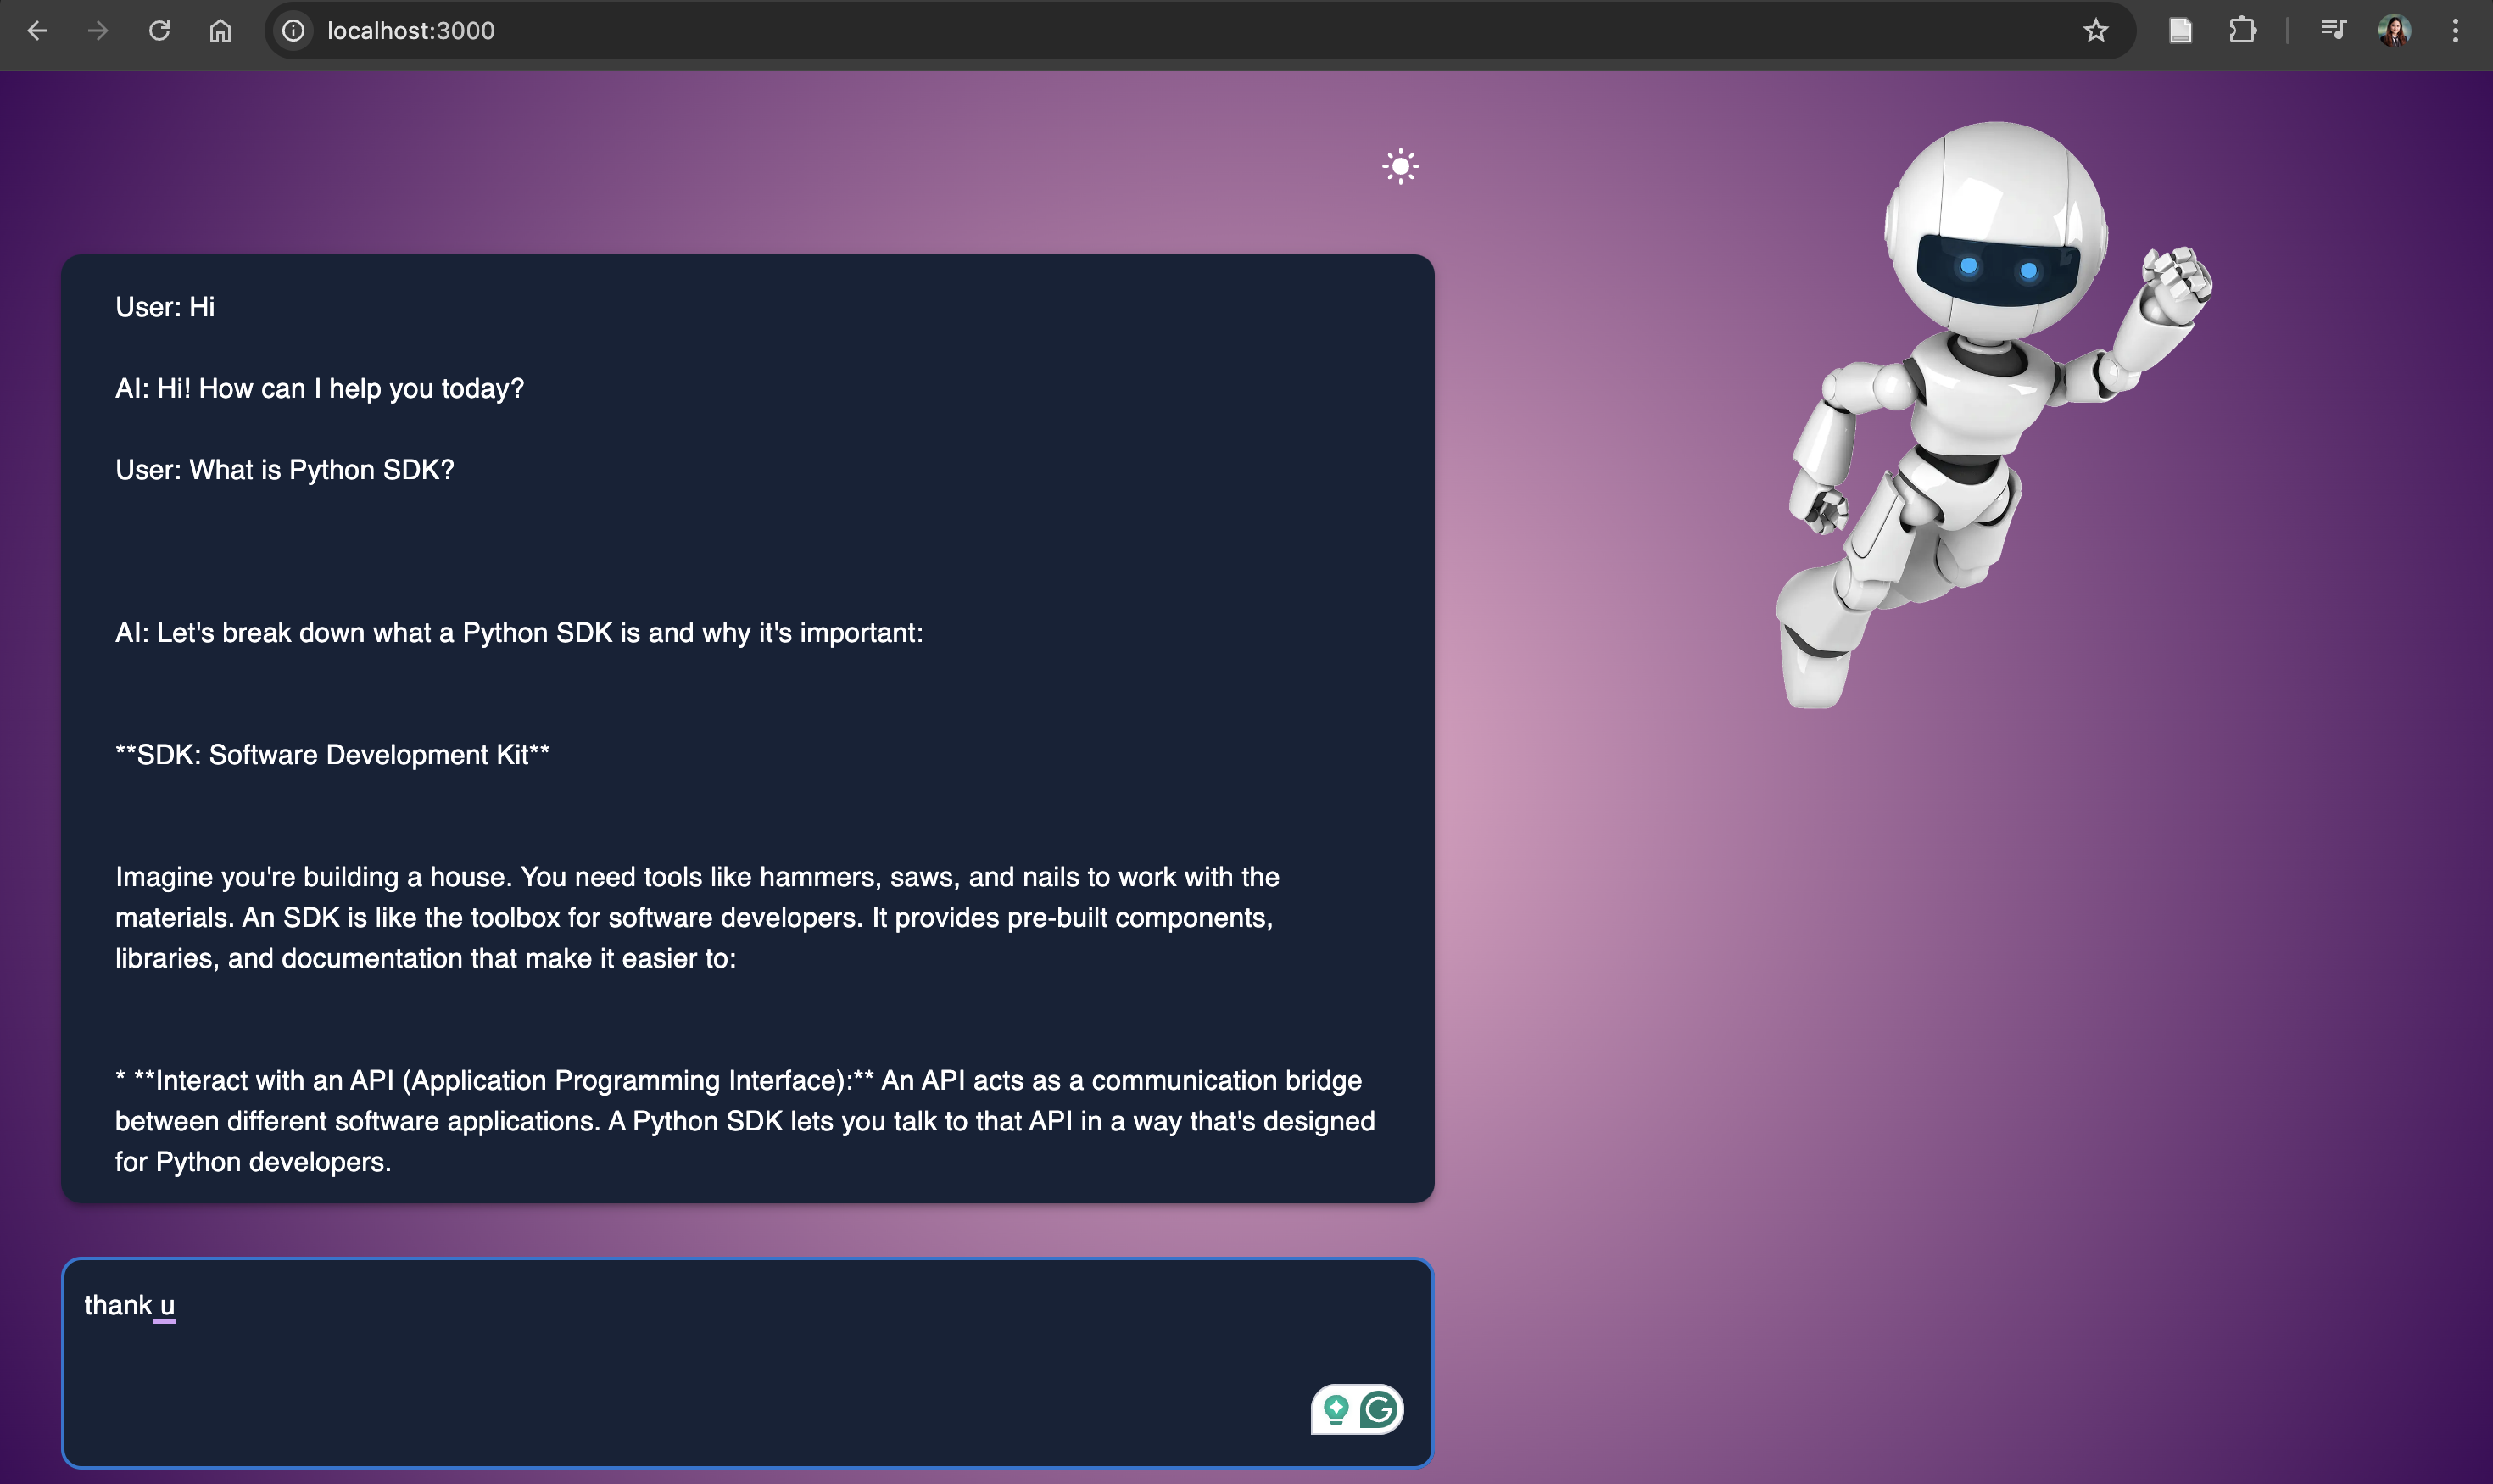 localhost:3000
User: Hi
AI: Hi! How can I help you today?
User: What is Python SDK?
AI: Let's break down what a Python SDK is and why it's important:
**SDK: Software Development Kit**
Imagine you're building a house. You need tools like hammers, saws, and nails to work with the
materials. An SDK is like the toolbox for software developers. It provides pre-built components,
libraries, and documentation that make it easier to:
* **Interact with an API (Application Programming Interface):** An API acts as a communication bridge
between different software applications. A Python SDK lets you talk to that API in a way that's designed
for Python developers.
thank u